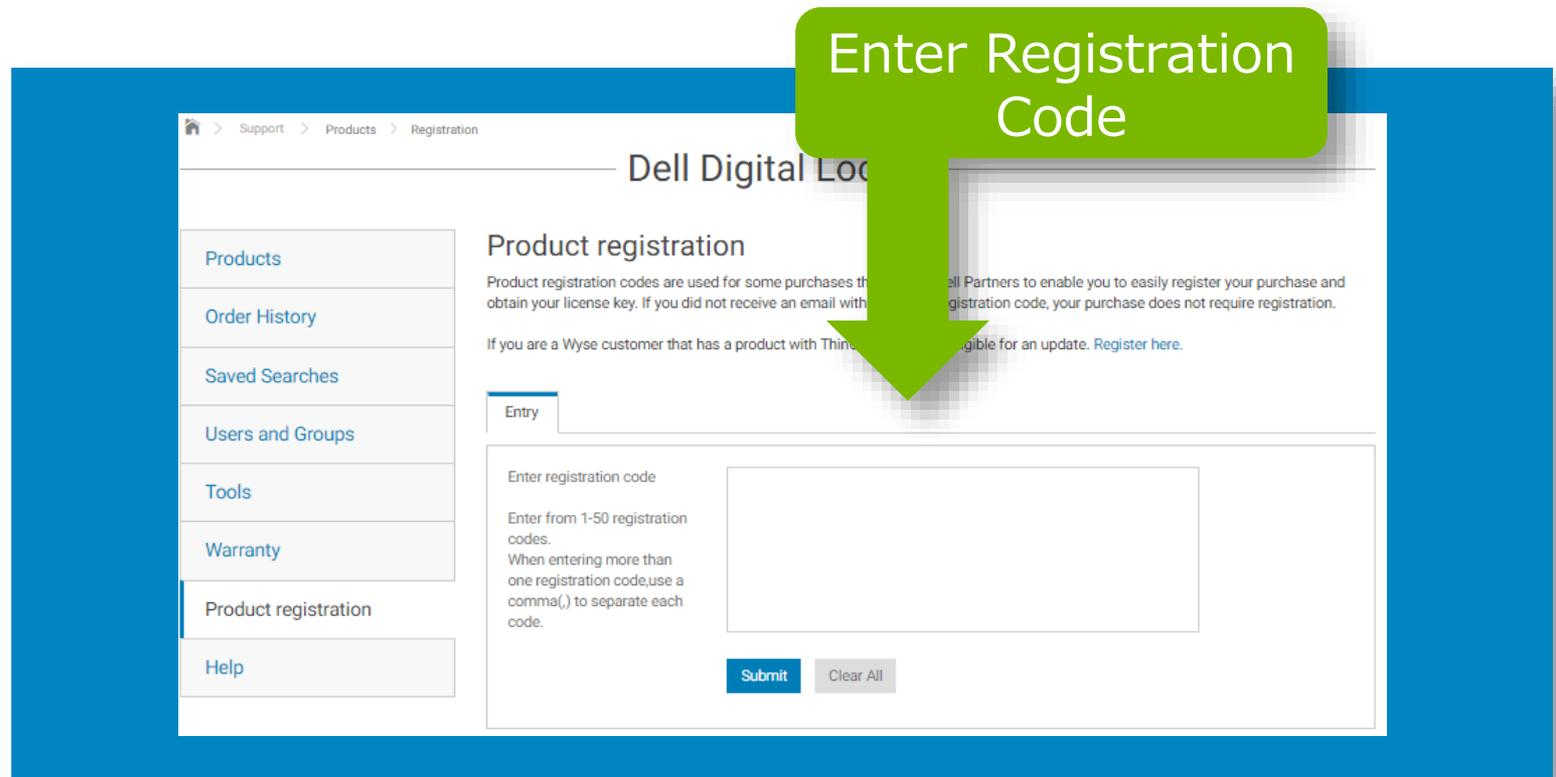 Enter Registration
Code
Support > Products > Registration
Dell Digital
Products
Order History
Saved Searches
Users and Groups
Tools
Warranty
Product registration
Help
Product registration
Product registration codes are used for some purchases ell Partners to enable you to easily register your purchase and
obtain your license key. If you did not receive an email with gistration code, your purchase does not require registration.
If you are a Wyse customer that has a product with for an update. Register here.
Entry
Enter registration code
Enter from 1-50 registration
codes.
When entering more than
one registration code,use a
comma(,) to separate each
code.
Submit
Clear All